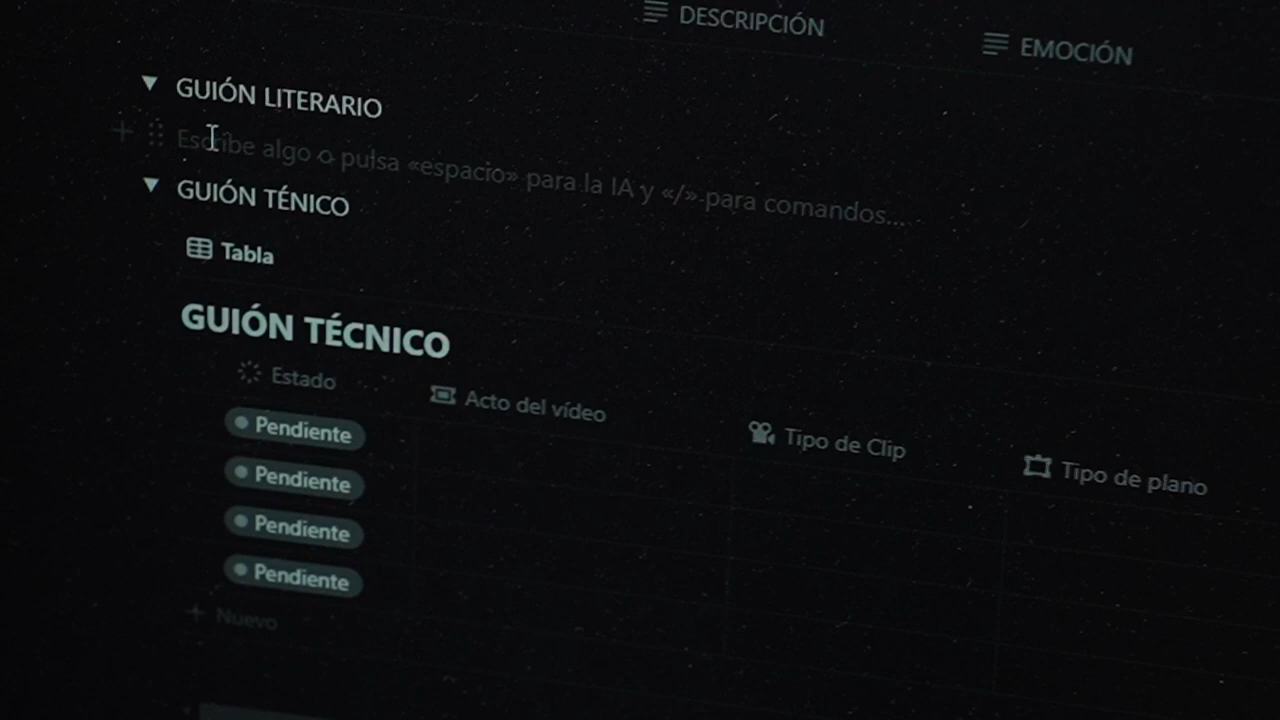 DESCRIPCIÓN
EMOCIÓN
GUIÓN LITERARIO
Escribe algo o pulsa «espacio» para la IA y «/» para comandos...
GUIÓN TÉNICO
Tabla
GUIÓN TÉCNICO
Estado
Acto del vídeo
Tipo de Clip
Tipo de plano
Pendiente
Pendiente
Pendiente
Pendiente
+ Nuevo